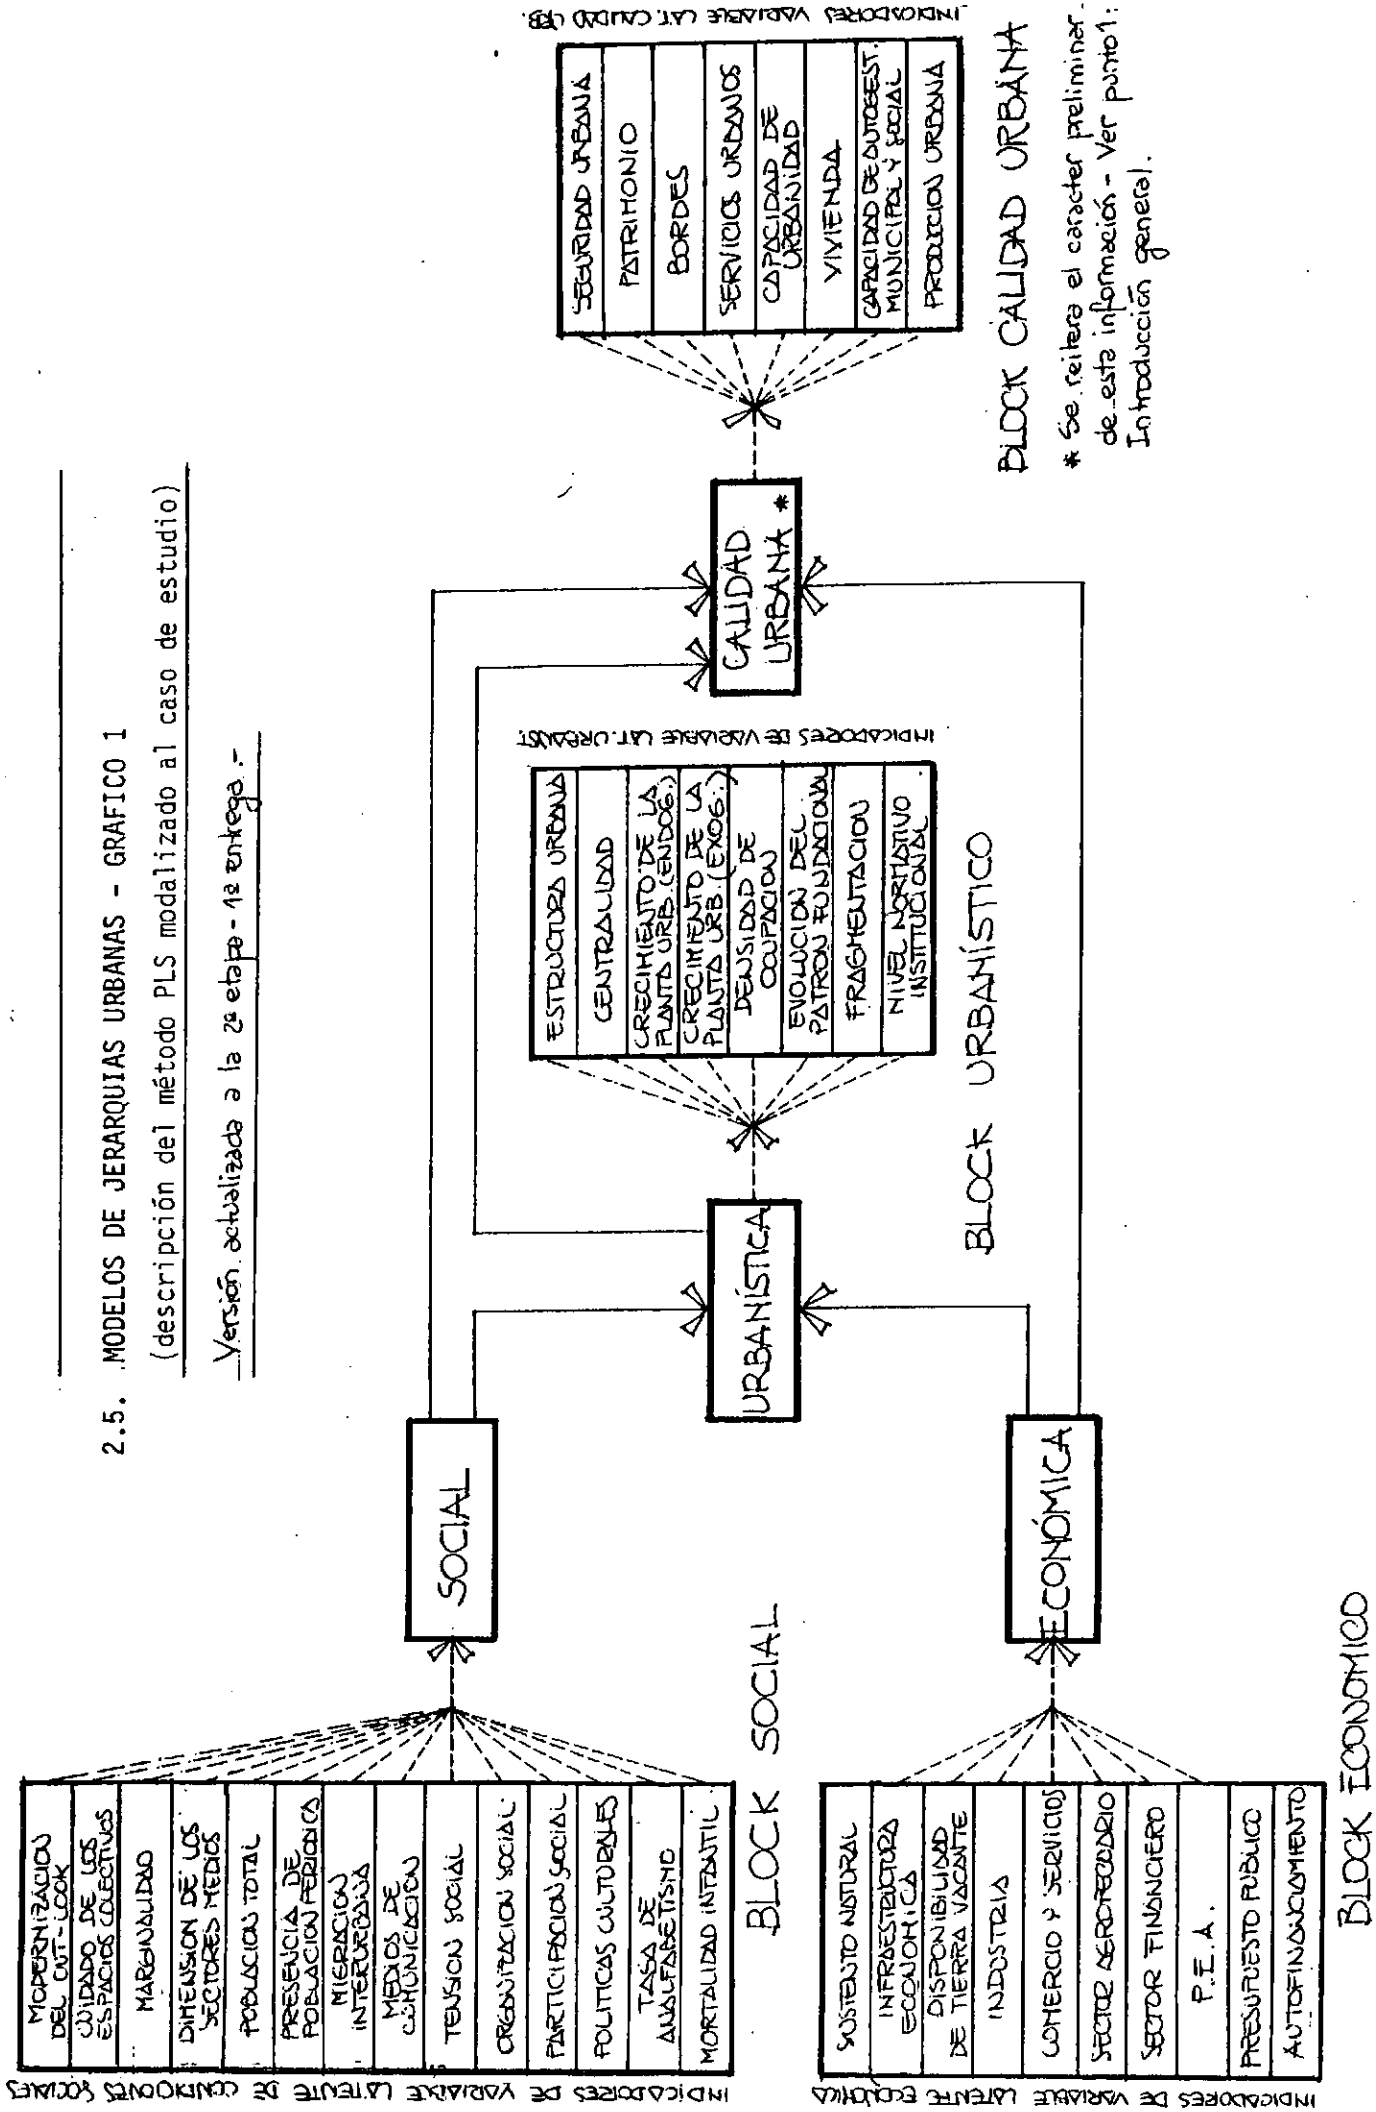 2.5. MODELOS DE JERARQUIAS URBANAS - GRAFICO 1
(descripción del método PLS modalizado al caso de estudio)
Versión actualizada a la 2ª etapa - 1ª entrega.-
INDICADORES DE VARIABLE LATENTE DE CONDICIONES SOCIALES
MODERNIZACION
DEL OUT-LOOK
CUIDADO DE LOS
ESPACIOS COLECTIVOS
MARGINALIDAD
DIMENSION DE LOS
SECTORES MEDIOS
POBLACION TOTAL
PRESENCIA DE
POBLACION PERIODICA
MIGRACION
INTERURBANA
MEDIOS DE
COMUNICACION
TENSION SOCIAL
ORGANIZACION SOCIAL
PARTICIPACION SOCIAL
POLITICAS CULTURALES
TASA DE
ANALFABETISMO
MORTALIDAD INFANTIL
SOCIAL
BLOCK SOCIAL
INDICADORES DE VARIABLE LATENTE ECONÓMICA
SUSTENTO NATURAL
INFRAESTRUCTURA
ECONOMICA
DISPONIBILIDAD
DE TIERRA VACANTE
INDUSTRIA
COMERCIO Y SERVICIOS
SECTOR AGROPECUARIO
SECTOR FINANCIERO
P.E.A.
PRESUPUESTO PUBLICO
AUTOFINANCIAMIENTO
ECONÓMICA
BLOCK ECONOMICO
URBANÍSTICA
INDICADORES DE VARIABLE LAT. URBANIST.
ESTRUCTURA URBANA
CENTRALIDAD
CRECIMIENTO DE LA
PLANTA URB. (ENDOG.)
CRECIMIENTO DE LA
PLANTA URB. (EXOG.)
DENSIDAD DE
OCUPACION
EVOLUCION DEL
PATRON FUNDACIONAL
FRAGMENTACION
NIVEL NORMATIVO
INSTITUCIONAL
BLOCK URBANÍSTICO
CALIDAD
URBANA *
INDICADORES VARIABLE LAT. CALIDAD URB.
SEGURIDAD URBANA
PATRIMONIO
BORDES
SERVICIOS URBANOS
CAPACIDAD DE
URBANIDAD
VIVIENDA
CAPACIDAD DE AUTOGEST.
MUNICIPAL Y SOCIAL
PRODUCCION URBANA
BLOCK CALIDAD URBANA
* Se reitera el caracter preliminar
de esta información - Ver punto 1:
Introducción general.